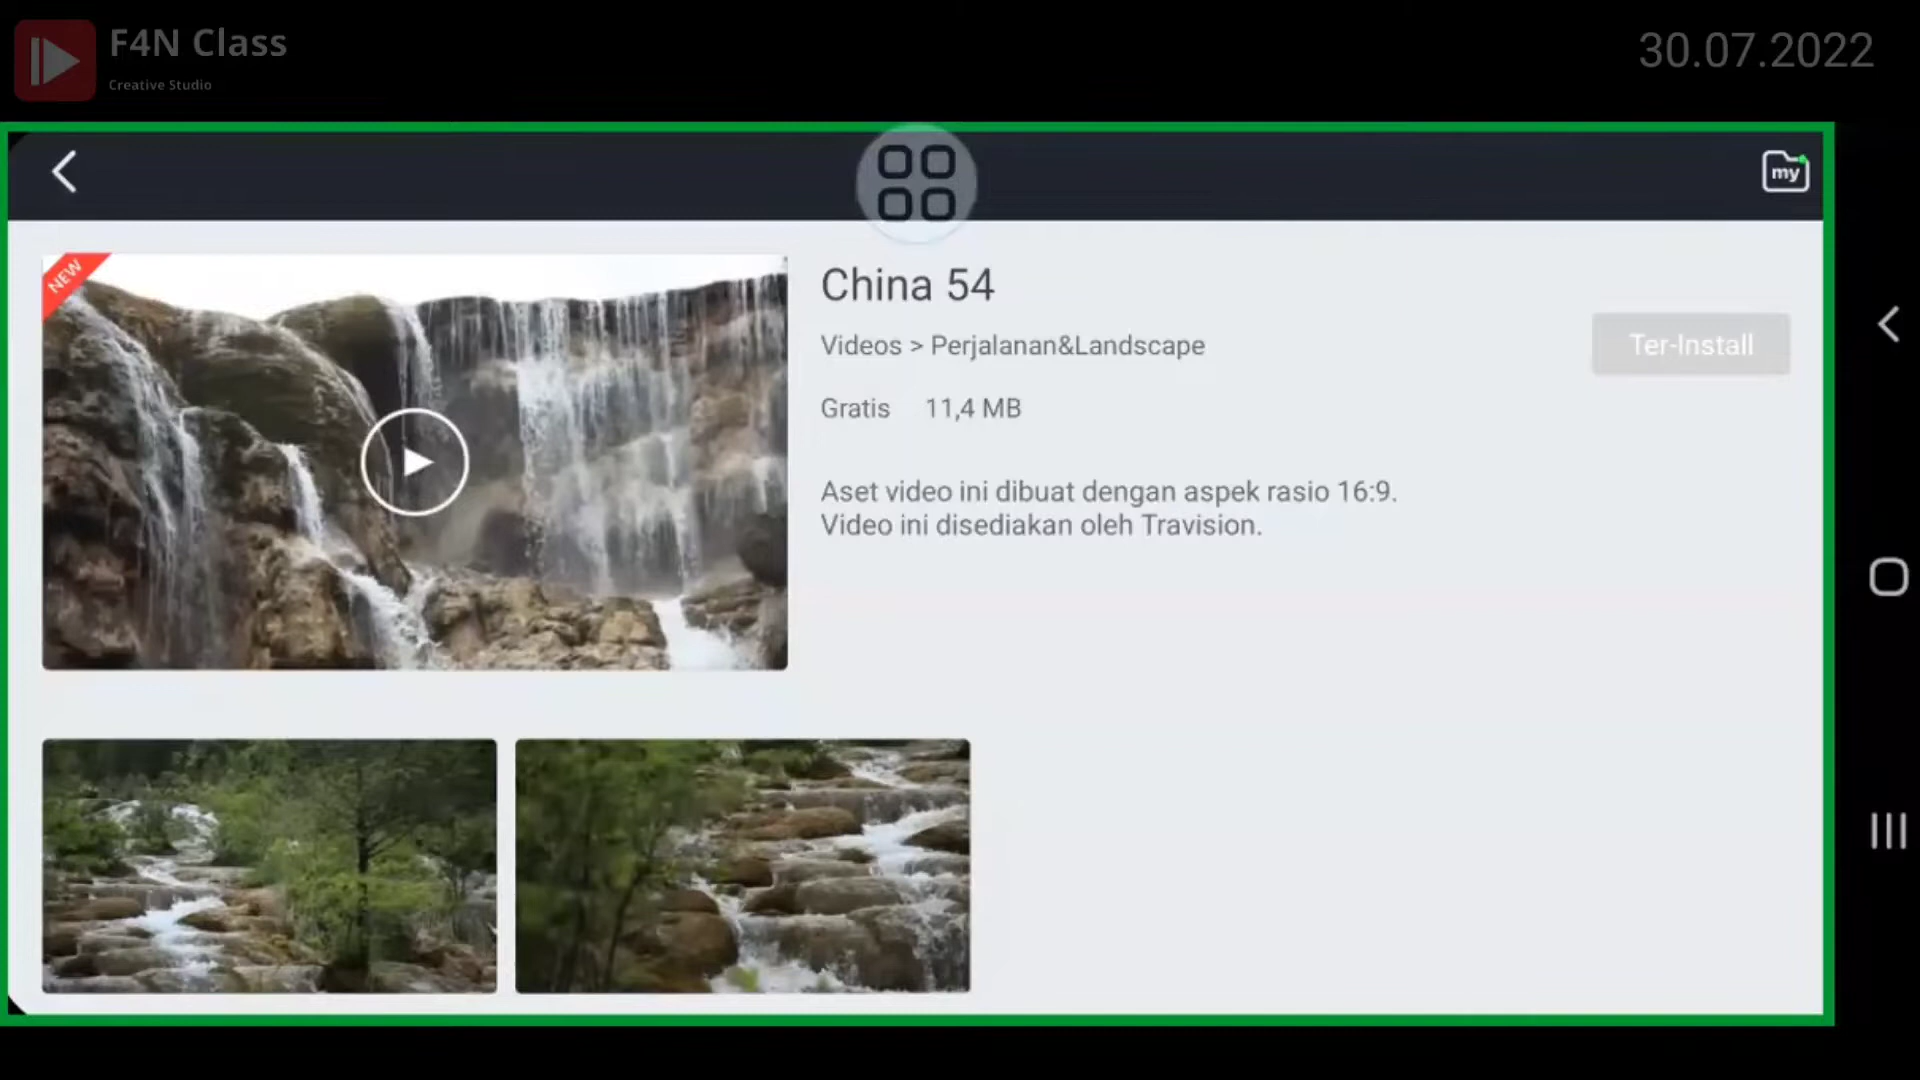 F4N Class
Creative Studio
30.07.2022
my
NEW
China 54
Videos > Perjalanan&Landscape
Ter-Install
Gratis 11,4 MB
Aset video ini dibuat dengan aspek rasio 16:9.
Video ini disediakan oleh Travision.